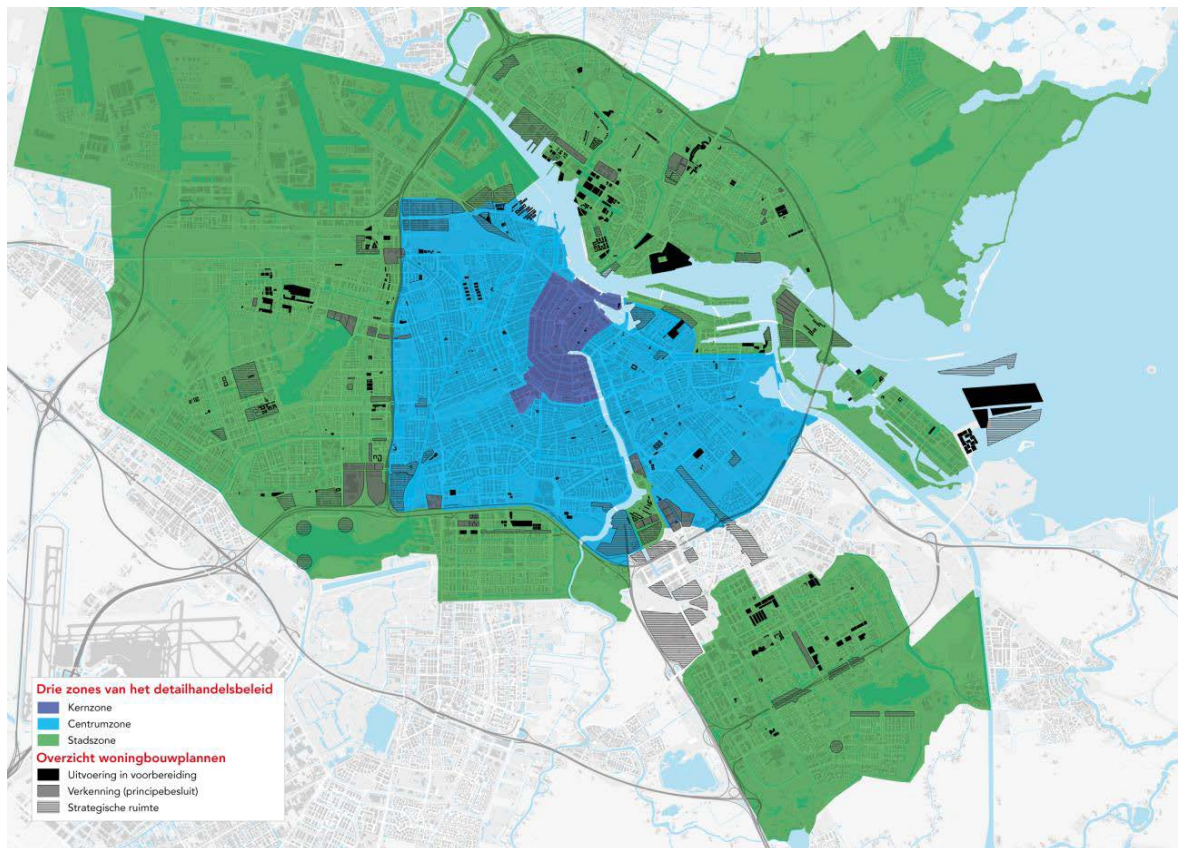 Drie zones van het detailhandelsbeleid
Kernzone
Centrumzone
Stadszone
Overzicht woningbouwplannen
Uitvoering in voorbereiding
Verkenning (principebesluit)
Strategische ruimte